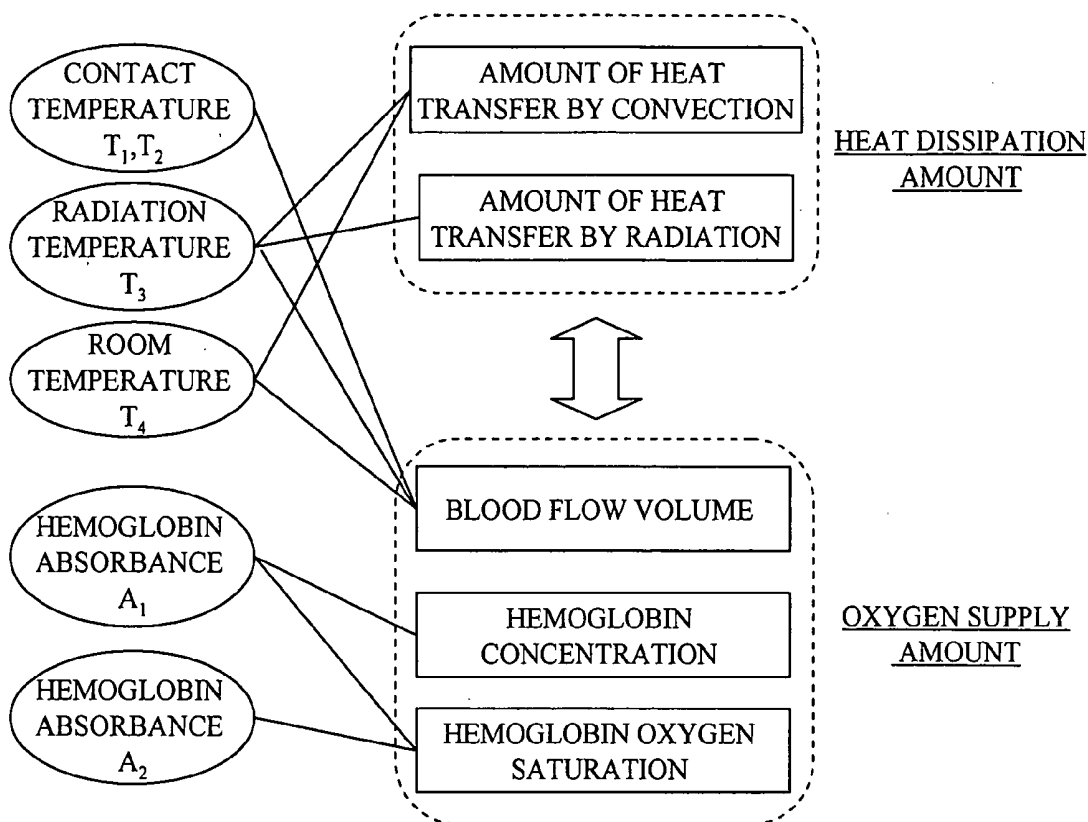 CONTACT
TEMPERATURE
T₁,T₂
RADIATION
TEMPERATURE
T₃
ROOM
TEMPERATURE
T₄
HEMOGLOBIN
ABSORBANCE
A₁
HEMOGLOBIN
ABSORBANCE
A₂
AMOUNT OF HEAT
TRANSFER BY CONVECTION
AMOUNT OF HEAT
TRANSFER BY RADIATION
HEAT DISSIPATION
AMOUNT
BLOOD FLOW VOLUME
HEMOGLOBIN
CONCENTRATION
HEMOGLOBIN OXYGEN
SATURATION
OXYGEN SUPPLY
AMOUNT